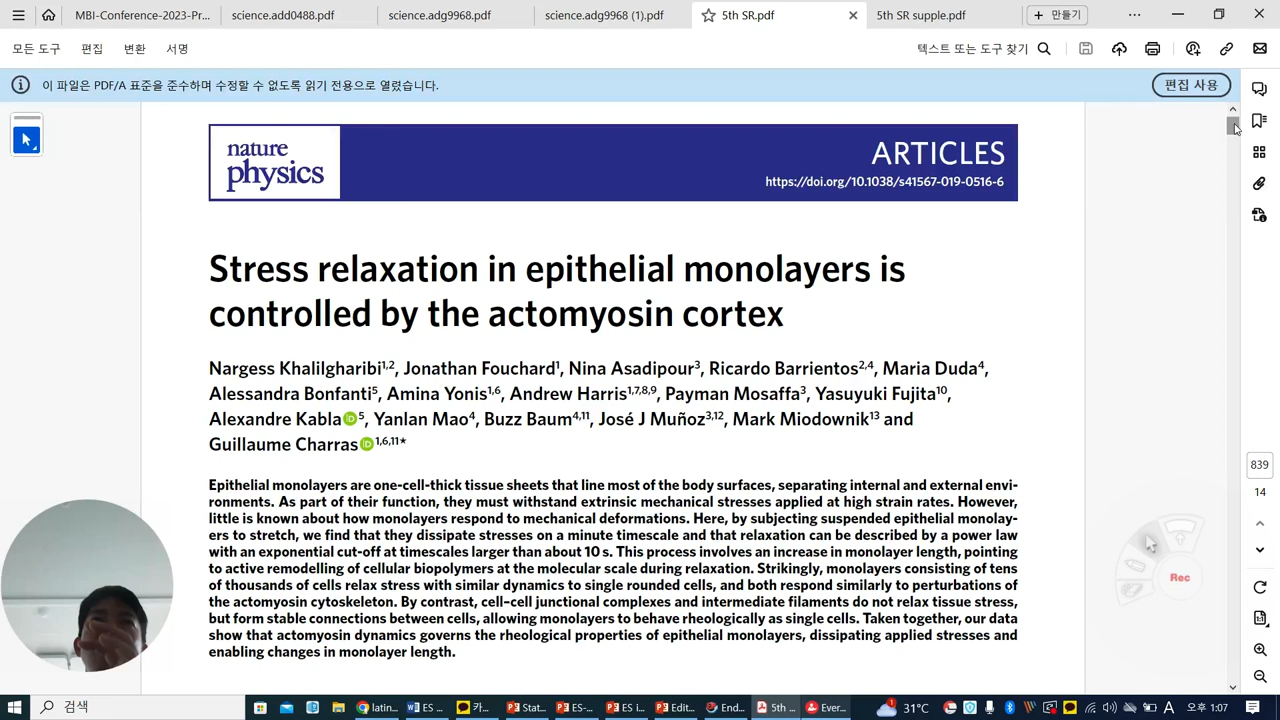 MBI-Conference-2023-Pr...
science.add0488.pdf
science.adg9968.pdf
science.adg9968 (1).pdf
5th SR.pdf
5th SR supple.pdf
만들기
모든 도구 편집 변환 서명
텍스트 또는 도구 찾기
이 파일은 PDF/A 표준을 준수하며 수정할 수 없도록 읽기 전용으로 열렸습니다.
편집 사용
nature
physics
ARTICLES
https://doi.org/10.1038/s41567-019-0516-6
Stress relaxation in epithelial monolayers is
controlled by the actomyosin cortex
Nargess Khalilgharibi1,2, Jonathan Fouchard1, Nina Asadipour3, Ricardo Barrientos2,4, Maria Duda4,
Alessandra Bonfanti5, Amina Yonis1,6, Andrew Harris1,7,8,9, Payman Mosaffa3, Yasuyuki Fujita10,
Alexandre Kabla iD 5, Yanlan Mao4, Buzz Baum4,11, José J Muñoz3,12, Mark Miodownik13 and
Guillaume Charras iD 1,6,11*
Epithelial monolayers are one-cell-thick tissue sheets that line most of the body surfaces, separating internal and external envi-
ronments. As part of their function, they must withstand extrinsic mechanical stresses applied at high strain rates. However,
little is known about how monolayers respond to mechanical deformations. Here, by subjecting suspended epithelial monolay-
ers to stretch, we find that they dissipate stresses on a minute timescale and that relaxation can be described by a power law
with an exponential cut-off at timescales larger than about 10 s. This process involves an increase in monolayer length, pointing
to active remodelling of cellular biopolymers at the molecular scale during relaxation. Strikingly, monolayers consisting of tens
of thousands of cells relax stress with similar dynamics to single rounded cells, and both respond similarly to perturbations of
the actomyosin cytoskeleton. By contrast, cell–cell junctional complexes and intermediate filaments do not relax tissue stress,
but form stable connections between cells, allowing monolayers to behave rheologically as single cells. Taken together, our data
show that actomyosin dynamics governs the rheological properties of epithelial monolayers, dissipating applied stresses and
enabling changes in monolayer length.
839
14
Rec
검색
latin...
ES ...
카...
Stat...
ES-...
ES I...
Edit...
End...
5th ...
Ever...
1
31°C
A
오후 1:07